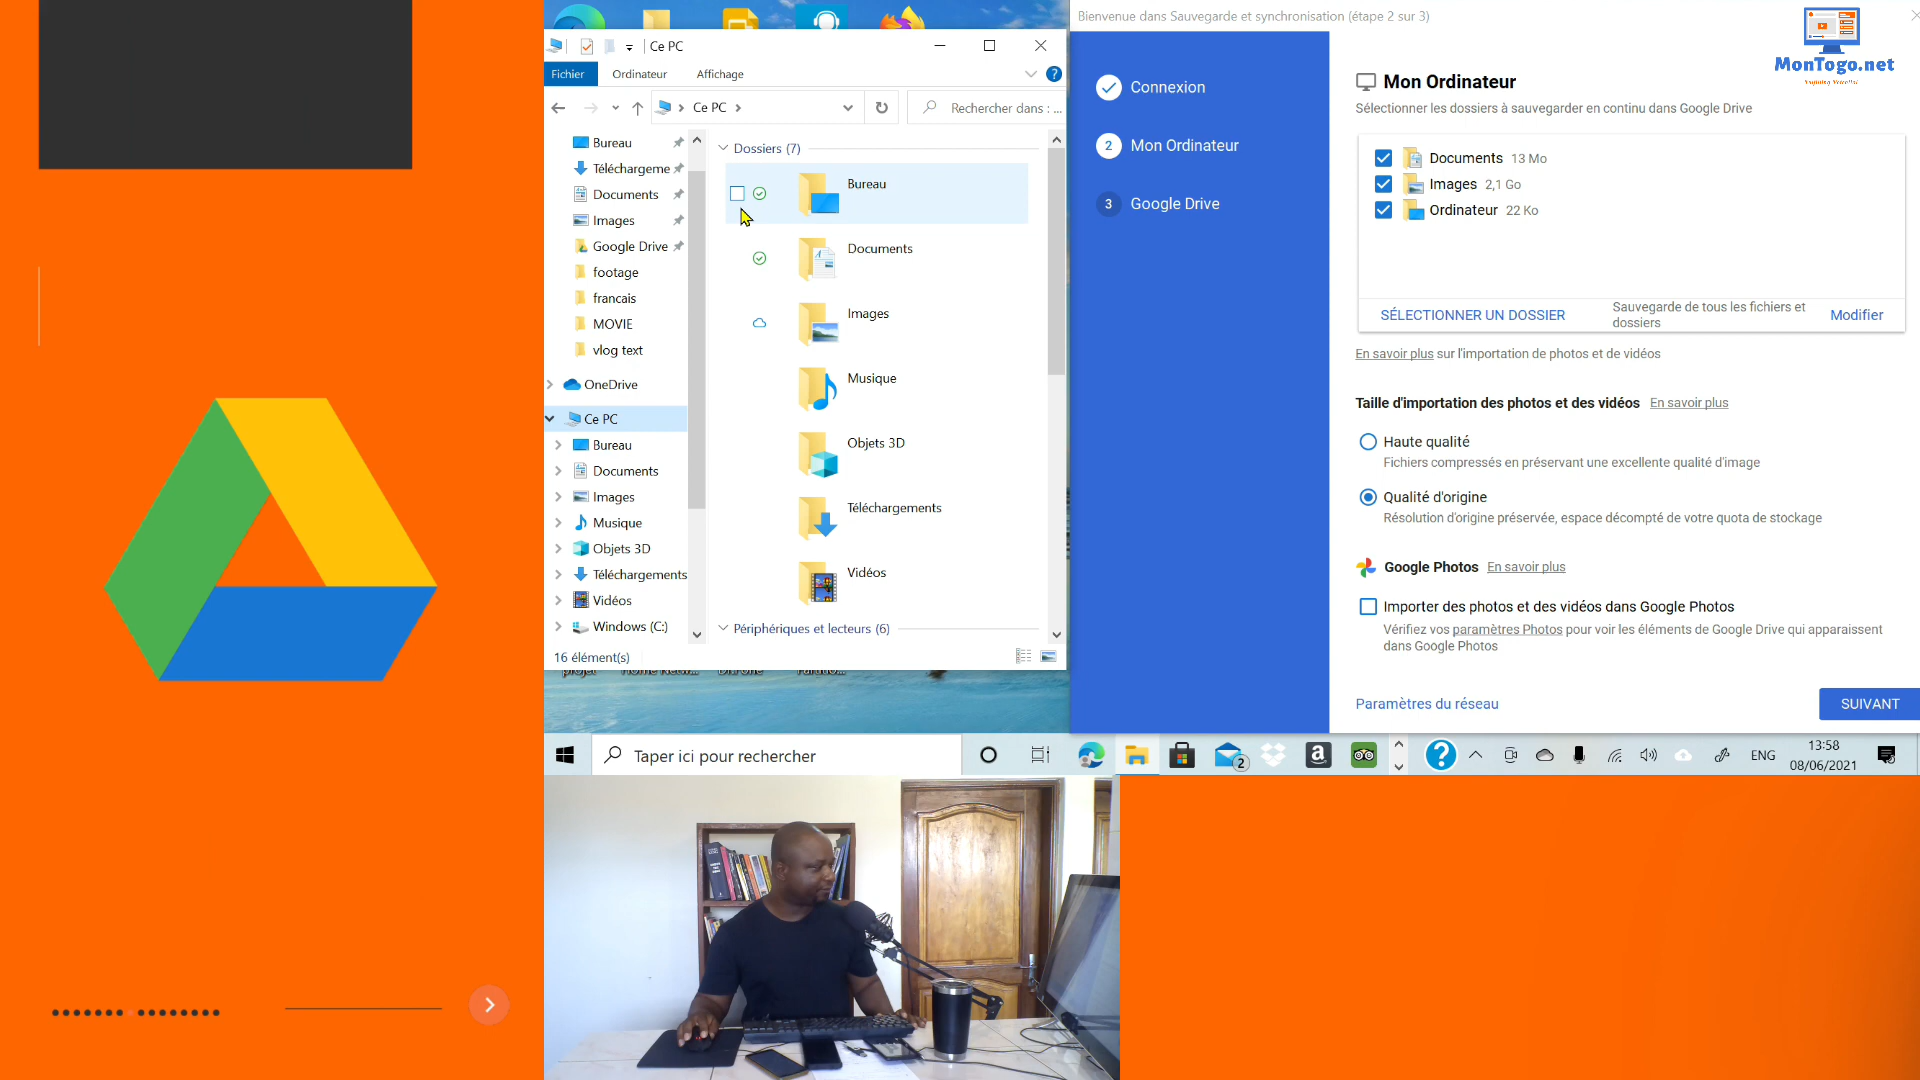 Bienvenue dans Sauvegarde et synchronisation (étape 2 sur 3)
MonTogo.net
Ce PC
Fichier
Ordinateur
Affichage
Ce PC
Rechercher dans : ...
Bureau
Téléchargeme
Documents
Images
Google Drive
footage
francais
MOVIE
vlog text
OneDrive
Ce PC
Bureau
Documents
Images
Musique
Objets 3D
Téléchargements
Vidéos
Windows (C:)
Dossiers (7)
Bureau
Documents
Images
Musique
Objets 3D
Téléchargements
Vidéos
Périphériques et lecteurs (6)
16 élément(s)
Connexion
2 Mon Ordinateur
3 Google Drive
Mon Ordinateur
Sélectionner les dossiers à sauvegarder en continu dans Google Drive
Documents 13 Mo
Images 2,1 Go
Ordinateur 22 Ko
SÉLECTIONNER UN DOSSIER
Sauvegarde de tous les fichiers et
dossiers
Modifier
En savoir plus sur l'importation de photos et de vidéos
Taille d'importation des photos et des vidéos En savoir plus
Haute qualité
Fichiers compressés en préservant une excellente qualité d'image
Qualité d'origine
Résolution d'origine préservée, espace décompté de votre quota de stockage
Google Photos En savoir plus
Importer des photos et des vidéos dans Google Photos
Vérifiez vos paramètres Photos pour voir les éléments de Google Drive qui apparaissent
dans Google Photos
Paramètres du réseau
SUIVANT
Taper ici pour rechercher
2
a
ENG
13:58
08/06/2021